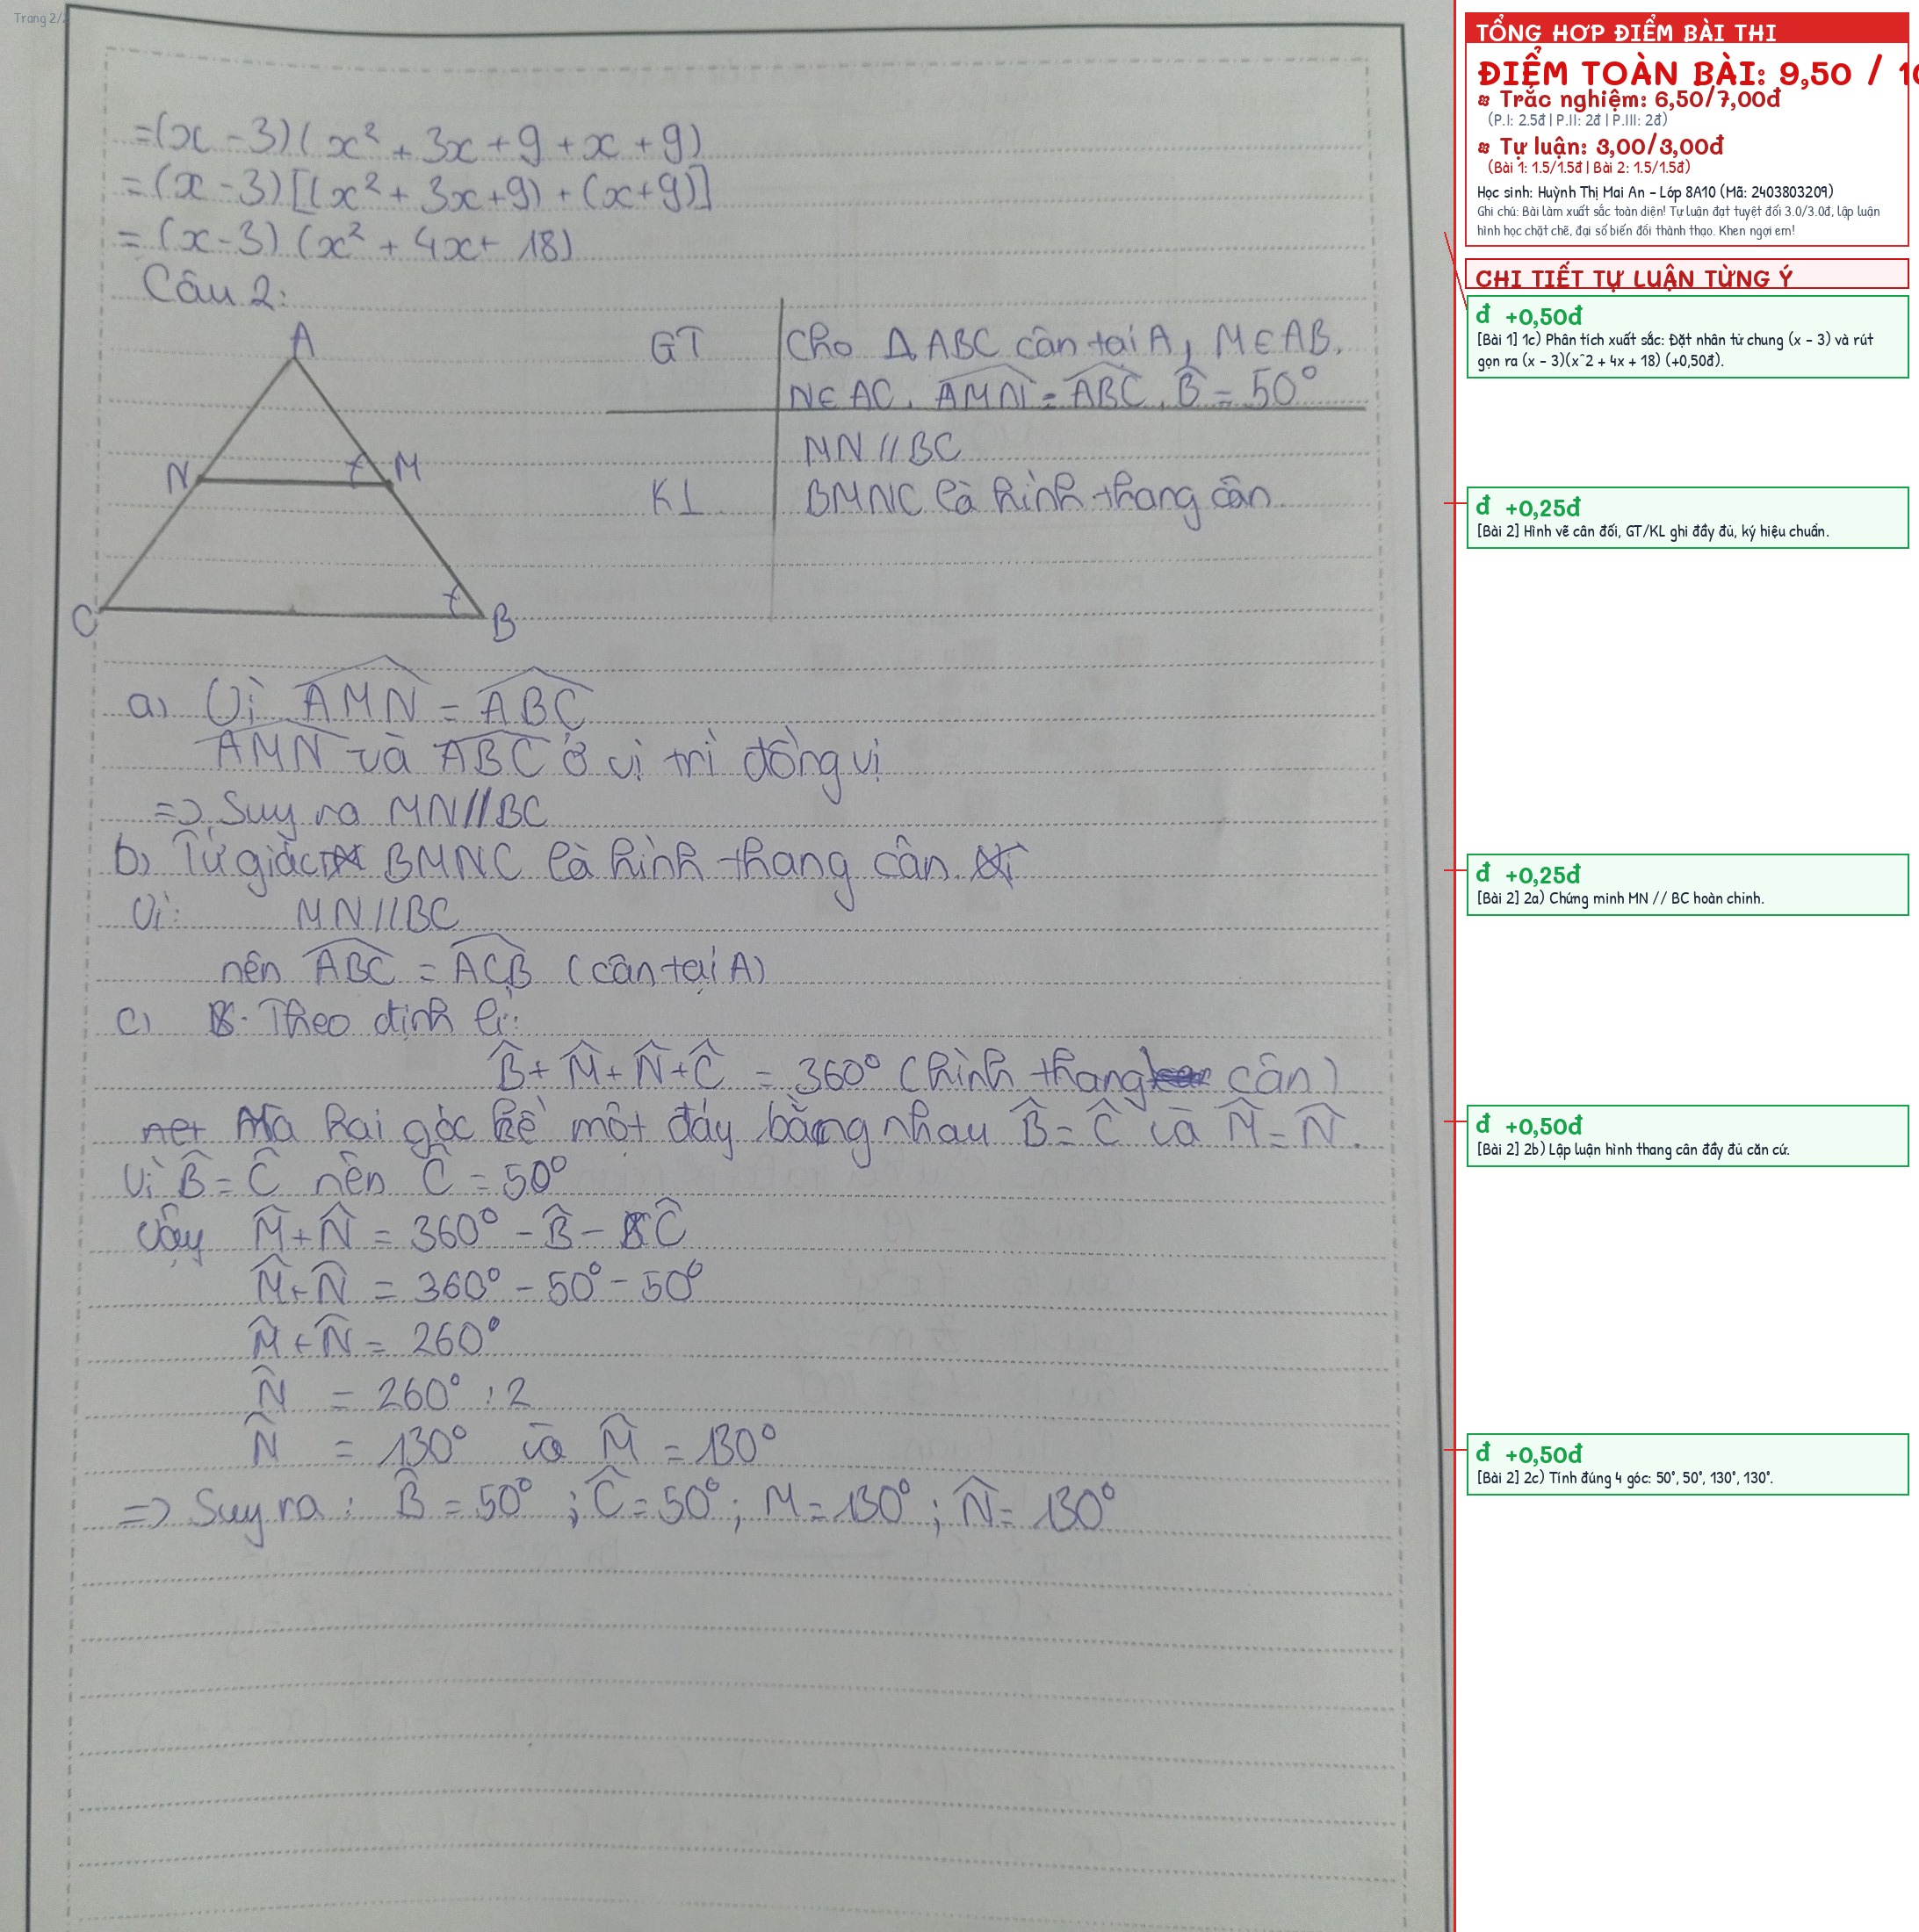 Trang 2/
=(x - 3)(x² + 3x + 9 + x + 9)
=(x - 3)[(x² + 3x + 9) + (x + 9)]
= (x - 3) (x² + 4x + 18)
Câu 2:
A
N
M
C
B
GT
Cho Δ ABC cân tại A, M ∈ AB,
N ∈ AC, AMN = ABC, B̂ = 50°
MN // BC
KL
BMNC là hình thang cân.
a) Vì AMN = ABC
AMN và ABC ở vị trí đồng vị
=> Suy ra MN // BC
b) Tứ giác BMNC là hình thang cân.
Vì: MN // BC
nên ABC = ACB (cân tại A)
c) Theo định lí:
B̂ + M̂ + N̂ + Ĉ = 360° (hình thang cân)
Mà hai góc kề một đáy bằng nhau B̂ = Ĉ và M̂ = N̂.
Vì B̂ = Ĉ nên Ĉ = 50°
Vậy M̂ + N̂ = 360° - B̂ - Ĉ
M̂ + N̂ = 360° - 50° - 50°
M̂ + N̂ = 260°
N̂ = 260° : 2
N̂ = 130° và M̂ = 130°
=> Suy ra : B̂ = 50° ; Ĉ = 50° ; M = 130° ; N̂ = 130°
TỔNG HỢP ĐIỂM BÀI THI
ĐIỂM TOÀN BÀI: 9,50 / 10
Trắc nghiệm: 6,50/7,00đ
(P.I: 2.5đ | P.II: 2đ | P.III: 2đ)
Tự luận: 3,00/3,00đ
(Bài 1: 1.5/1.5đ | Bài 2: 1.5/1.5đ)
Học sinh: Huỳnh Thị Mai An - Lớp 8A10 (Mã: 2403803209)
Ghi chú: Bài làm xuất sắc toàn diện! Tự luận đạt tuyệt đối 3.0/3.0đ, lập luận
hình học chặt chẽ, đại số biến đổi thành thạo. Khen ngợi em!
CHI TIẾT TỰ LUẬN TỪNG Ý
đ +0,50đ
[Bài 1] 1c) Phân tích xuất sắc: Đặt nhân tử chung (x - 3) và rút
gọn ra (x - 3)(x^2 + 4x + 18) (+0,50đ).
đ +0,25đ
[Bài 2] Hình vẽ cân đối, GT/KL ghi đầy đủ, ký hiệu chuẩn.
đ +0,25đ
[Bài 2] 2a) Chứng minh MN // BC hoàn chỉnh.
đ +0,50đ
[Bài 2] 2b) Lập luận hình thang cân đầy đủ căn cứ.
đ +0,50đ
[Bài 2] 2c) Tính đúng 4 góc: 50°, 50°, 130°, 130°.